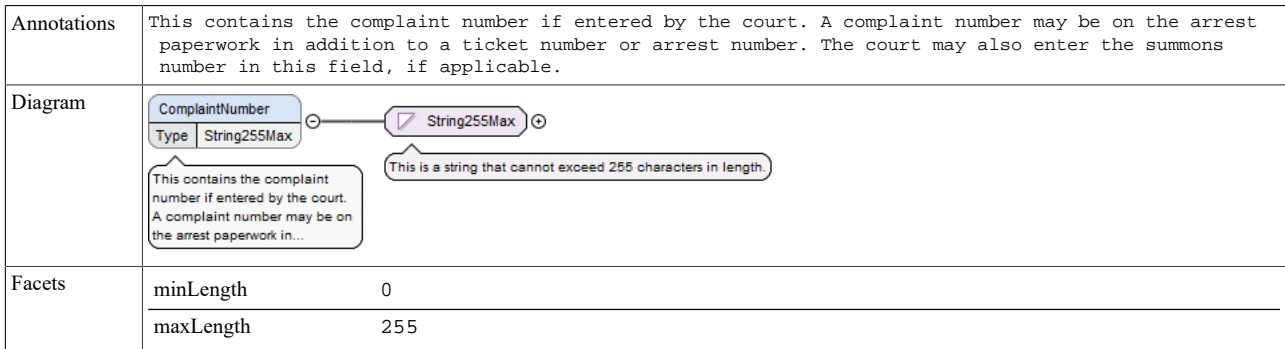 Annotations
This contains the complaint number if entered by the court. A complaint number may be on the arrest
paperwork in addition to a ticket number or arrest number. The court may also enter the summons
number in this field, if applicable.
Diagram
ComplaintNumber
Type String255Max
String255Max
This is a string that cannot exceed 255 characters in length.
This contains the complaint
number if entered by the court.
A complaint number may be on
the arrest paperwork in...
Facets
minLength 0
maxLength 255